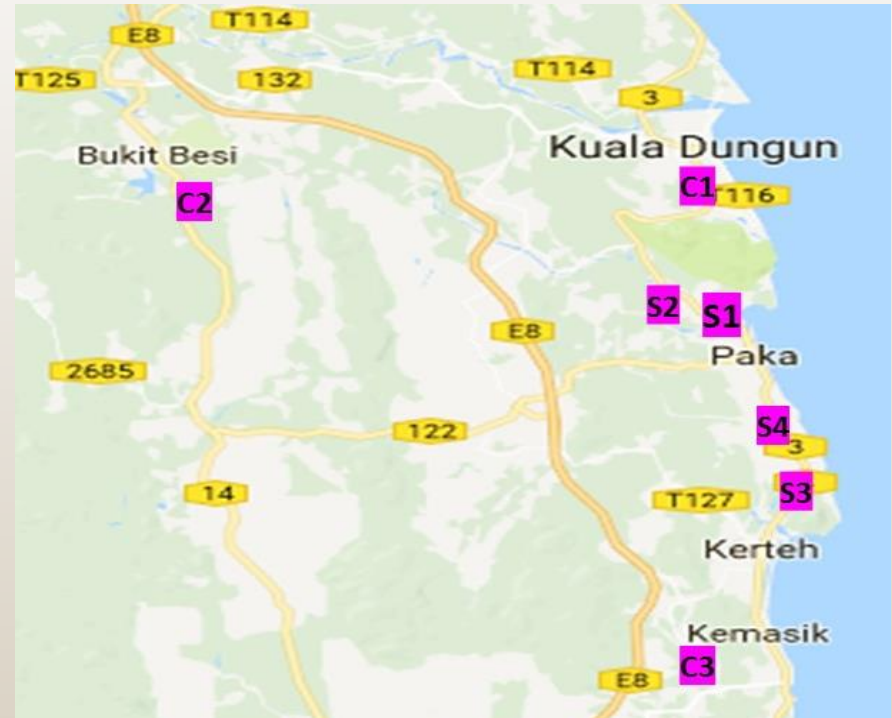 T114
E8
T125
132
T114
3
Kuala Dungun
Bukit Besi
C1
T116
C2
S2
S1
E8
Paka
2685
S4
122
3
14
T127
S3
Kerteh
Kemasik
C3
E8